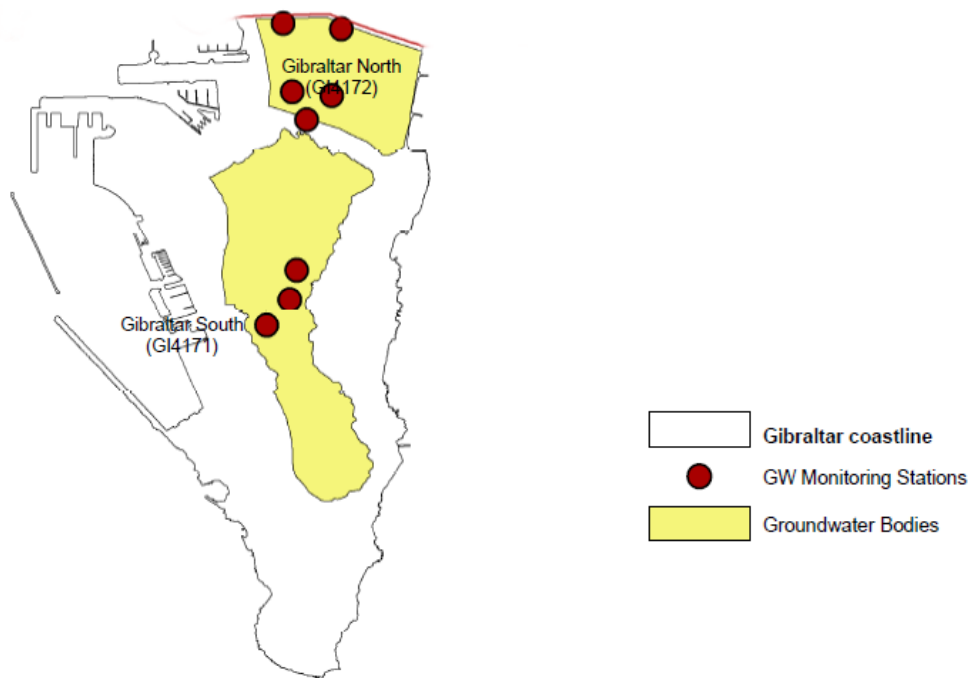 Gibraltar North
(GI4172)
Gibraltar South
(GI4171)
Gibraltar coastline
GW Monitoring Stations
Groundwater Bodies